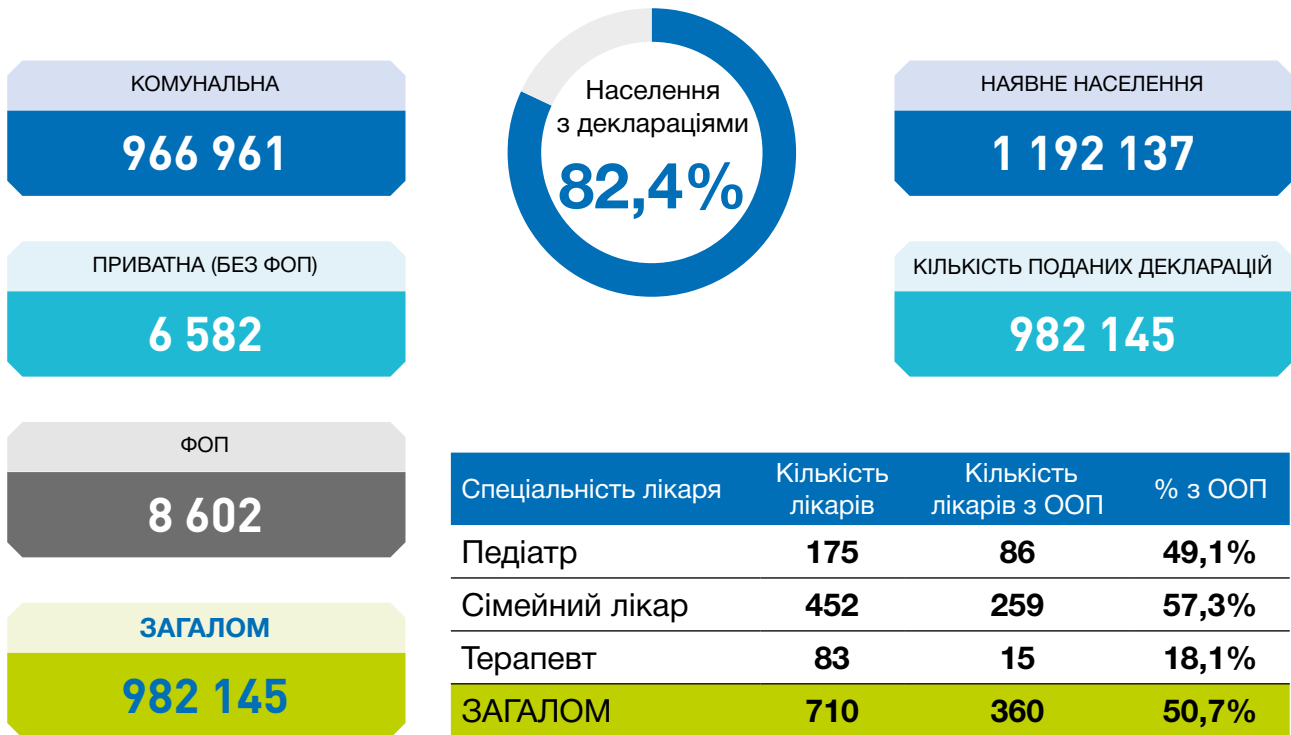 КОМУНАЛЬНА
966 961
ПРИВАТНА (БЕЗ ФОП)
6 582
ФОП
8 602
ЗАГАЛОМ
982 145
Населення
з деклараціями
82,4%
НАЯВНЕ НАСЕЛЕННЯ
1 192 137
КІЛЬКІСТЬ ПОДАНИХ ДЕКЛАРАЦІЙ
982 145
Спеціальність лікаря Кількість лікарів Кількість лікарів з ООП % з ООП
Педіатр 175 86 49,1%
Сімейний лікар 452 259 57,3%
Терапевт 83 15 18,1%
ЗАГАЛОМ 710 360 50,7%